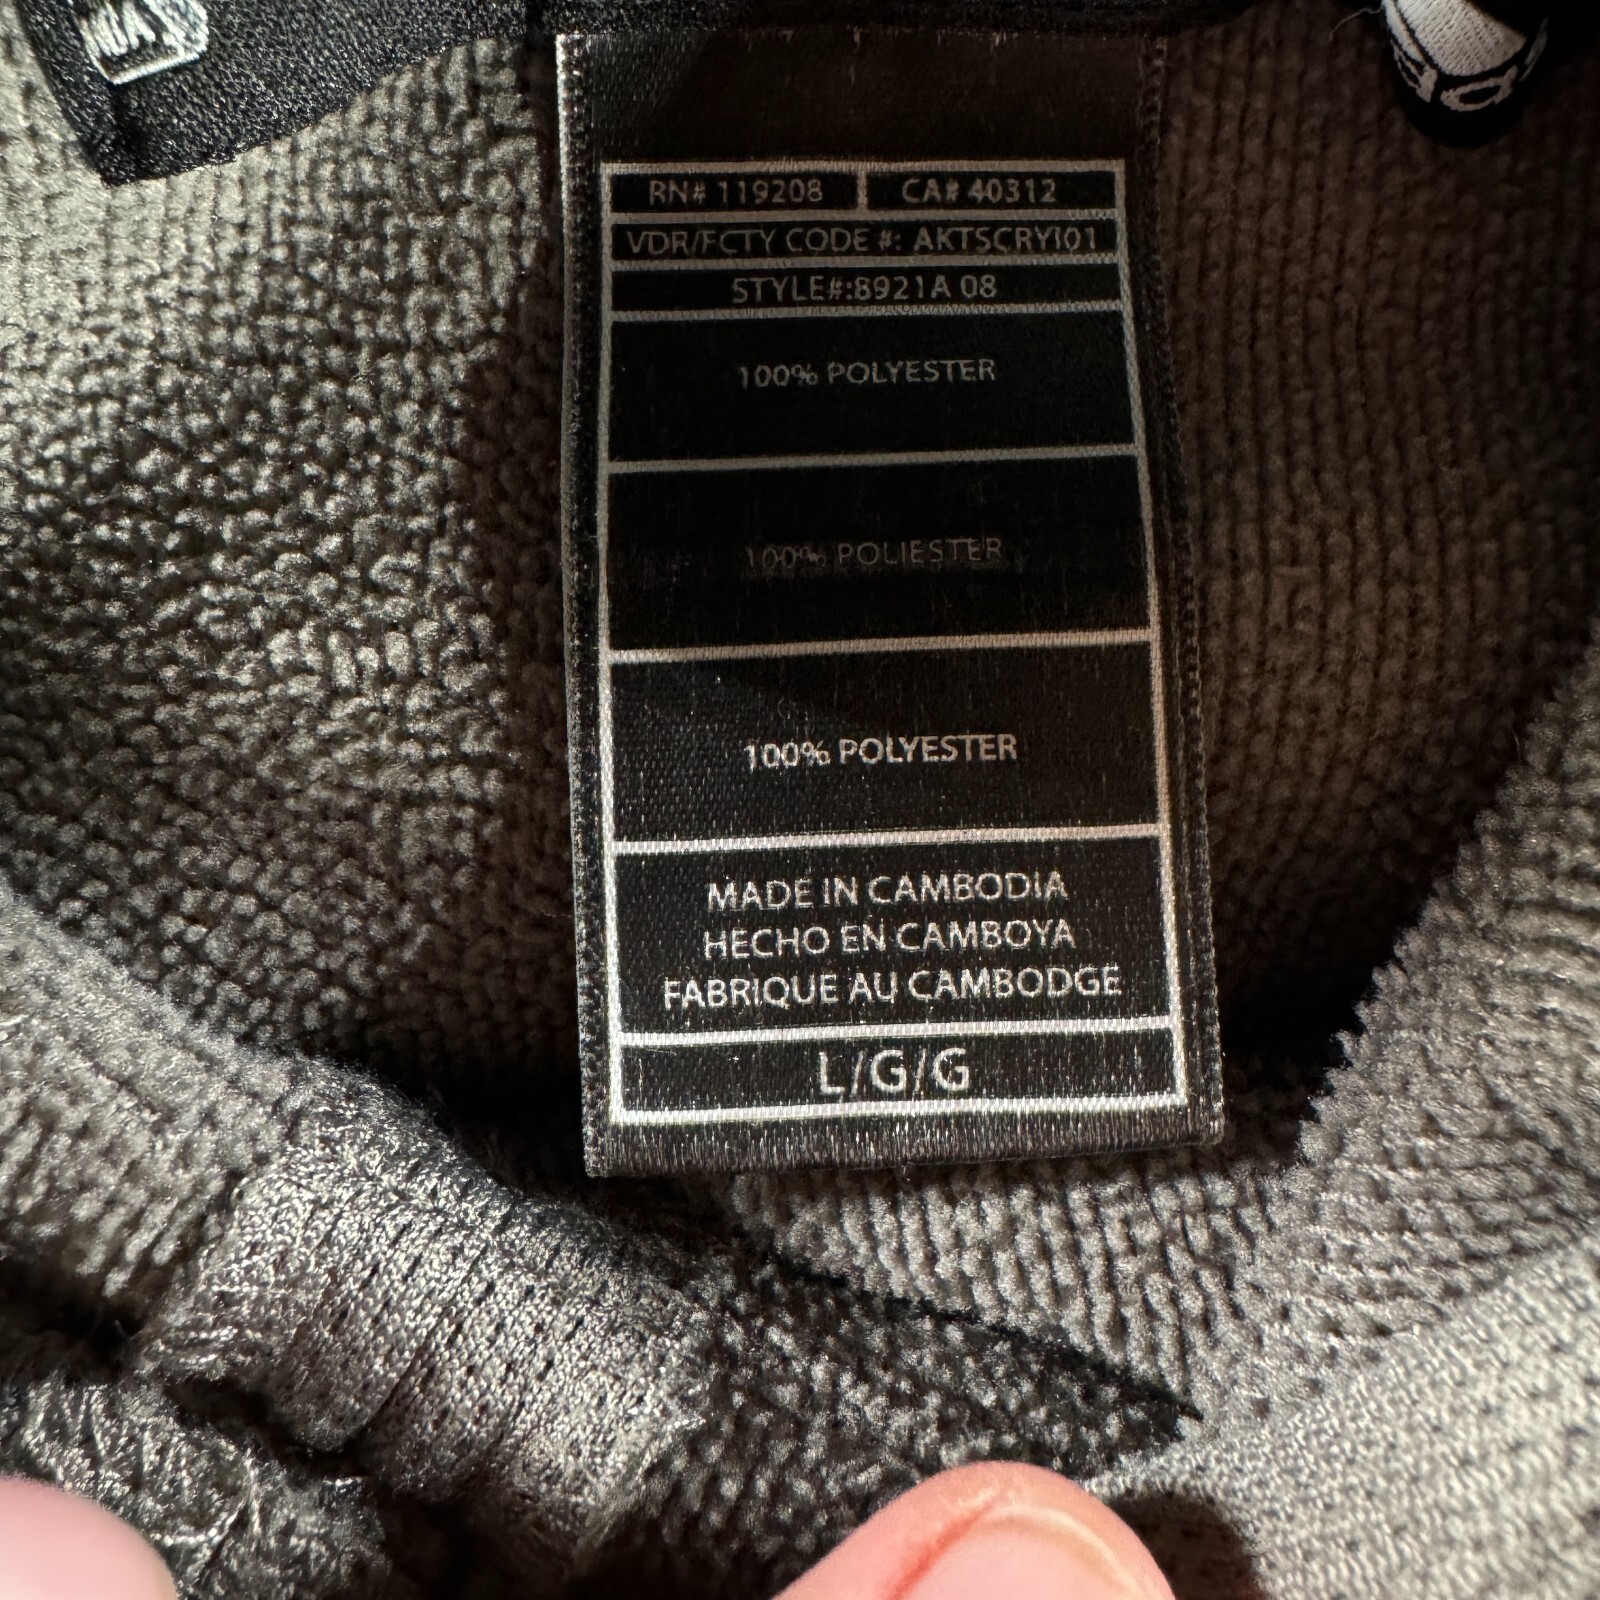 RN# 119208 CA# 40312
VDR/FCTY CODE #: AKTSCRYI01
STYLE#:8921A 08
100% POLYESTER
100% POLIESTER
100% POLYESTER
MADE IN CAMBODIA
HECHO EN CAMBOYA
FABRIQUE AU CAMBODGE
L/G/G